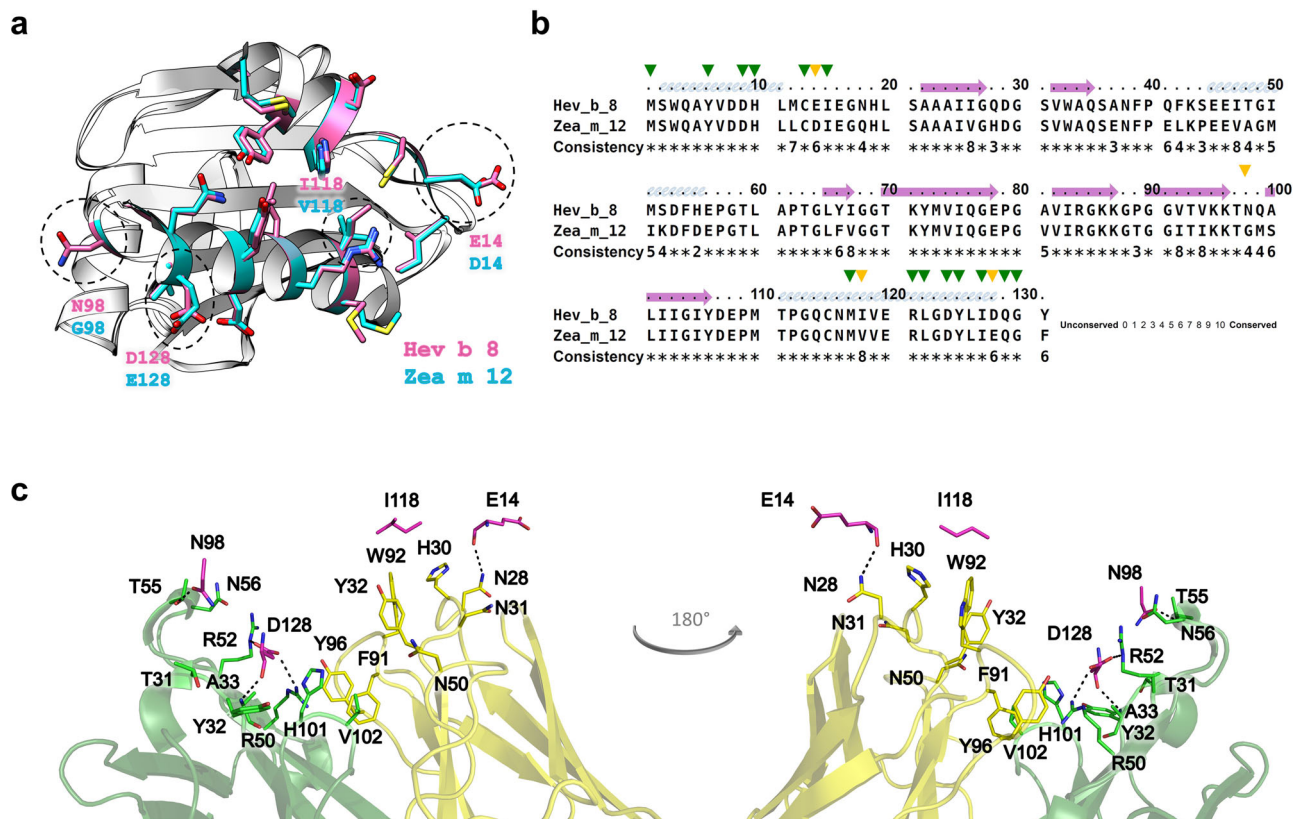 a
I118
V118
E14
D14
N98
G98
D128
E128
Hev b 8
Zea m 12
b
10 20 30 40 50
Hev_b_8 MSWQAYVDDH LMCEIEGNHL SAAAIIGQDG SVWAQSANFP QFKSEEITGI
Zea_m_12 MSWQAYVDDH LLCDIEGQHL SAAAIVGHDG SVWAQSENFP ELKPEEVAGM
Consistency ********** *7*6***4** *****8*3** ******3*** 64*3**84*5
60 70 80 90 100
Hev_b_8 MSDFHEPGTL APTGLYIGGT KYMVIQGEPG AVIRGKKGPG GVTVKKTNQA
Zea_m_12 IKDFDEPGTL APTGLFVGGT KYMVIQGEPG VVIRGKKGTG GITIKKTGMS
Consistency 54**2***** *****68*** ********** 5*******3* *8*8***446
110 120 130
Hev_b_8 LIIGIYDEPM TPGQCNMIVE RLGDYLIDQG Y
Zea_m_12 LIIGIYDEPM TPGQCNMVVE RLGDYLIEQG F
Consistency ********** *******8** *******6** 6
Unconserved 0 1 2 3 4 5 6 7 8 9 10 Conserved
c
I118
E14
N98
W92
H30
T55
N56
Y32
N28
N31
R52
D128
Y96
F91
T31
A33
N50
Y32
R50
H101
V102
180°
E14
I118
H30
W92
N28
N98
T55
Y32
N31
D128
N56
R52
N50
F91
T31
A33
Y96
V102
H101
Y32
R50